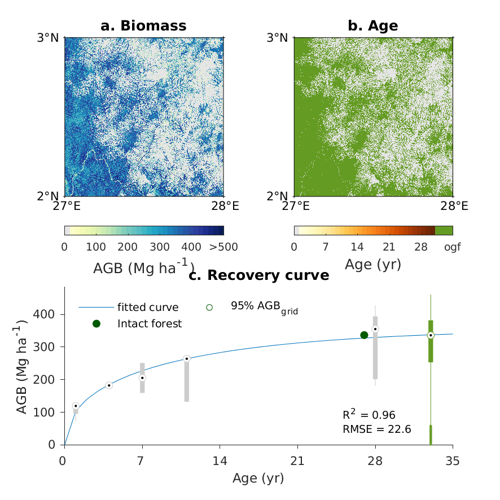 a. Biomass
b. Age
3°N
3°N
2°N
2°N
27°E
28°E
27°E
28°E
0 100 200 300 400 >500
0 7 14 21 28 ogf
AGB (Mg ha⁻¹)
Age (yr)
c. Recovery curve
fitted curve
95% AGB_grid
Intact forest
AGB (Mg ha⁻¹)
400
300
200
100
0
R² = 0.96
RMSE = 22.6
0 7 14 21 28 35
Age (yr)